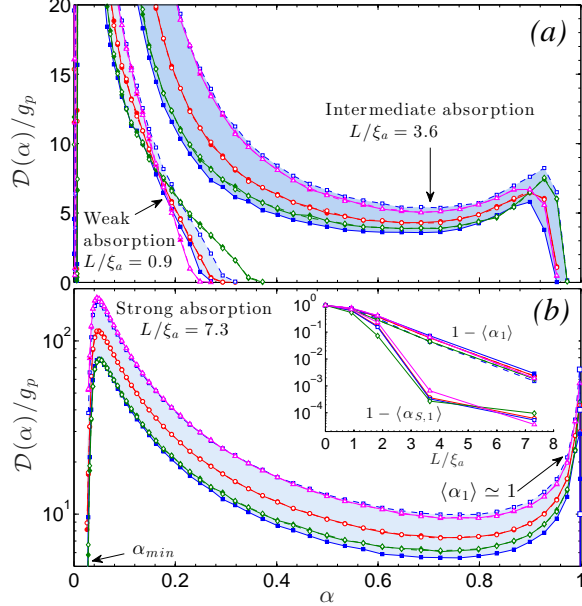 20
15
10
5
0
D(α)/g_p
(a)
Intermediate absorption
L/ξ_a = 3.6
Weak
absorption
L/ξ_a = 0.9
(b)
Strong absorption
L/ξ_a = 7.3
10^2
10^1
D(α)/g_p
α_min
10^0
10^-1
10^-2
10^-3
10^-4
1 − ⟨α_1⟩
1 − ⟨α_{S,1}⟩
0 1 2 3 4 5 6 7 8
L/ξ_a
⟨α_1⟩ ≃ 1
0 0.2 0.4 0.6 0.8 1
α